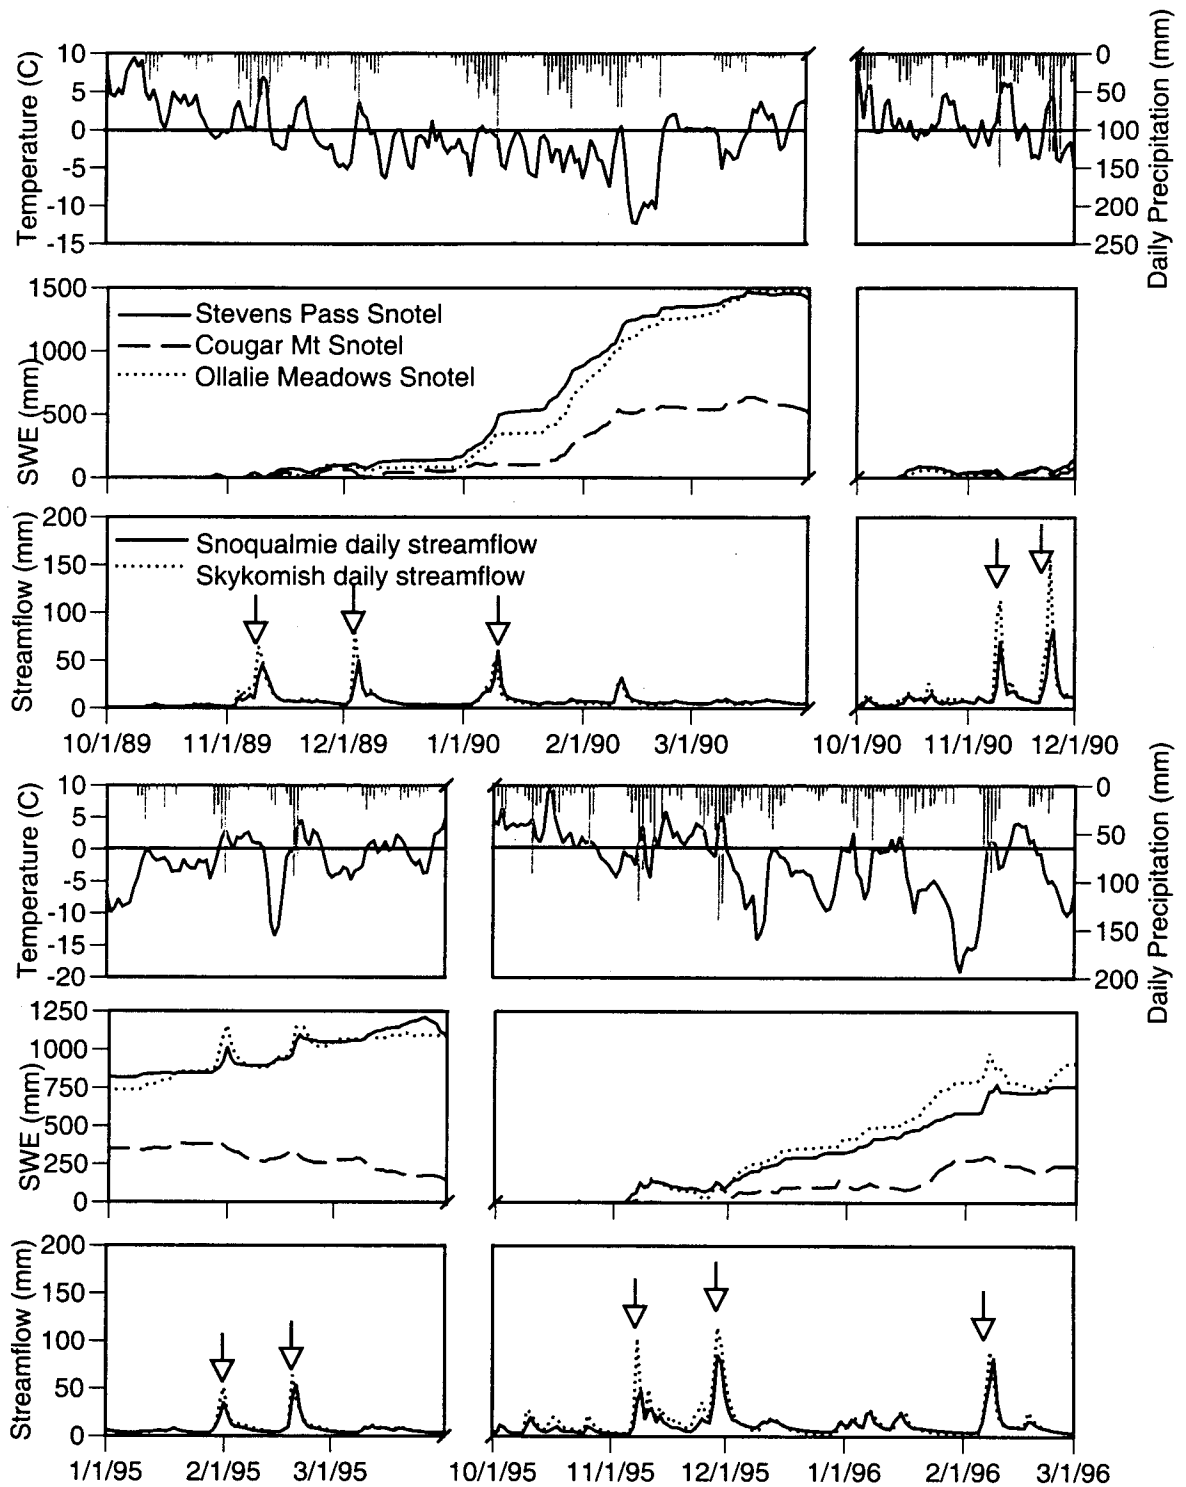 Temperature (C)
10
5
0
-5
-10
-15
0
50
100
150
200
250
Daily Precipitation (mm)
SWE (mm)
1500
1000
500
0
Stevens Pass Snotel
Cougar Mt Snotel
Ollalie Meadows Snotel
Streamflow (mm)
200
150
100
50
0
Snoqualmie daily streamflow
Skykomish daily streamflow
10/1/89 11/1/89 12/1/89 1/1/90 2/1/90 3/1/90 10/1/90 11/1/90 12/1/90
Temperature (C)
10
5
0
-5
-10
-15
-20
0
50
100
150
200
Daily Precipitation (mm)
SWE (mm)
1250
1000
750
500
250
0
Streamflow (mm)
200
150
100
50
0
1/1/95 2/1/95 3/1/95 10/1/95 11/1/95 12/1/95 1/1/96 2/1/96 3/1/96